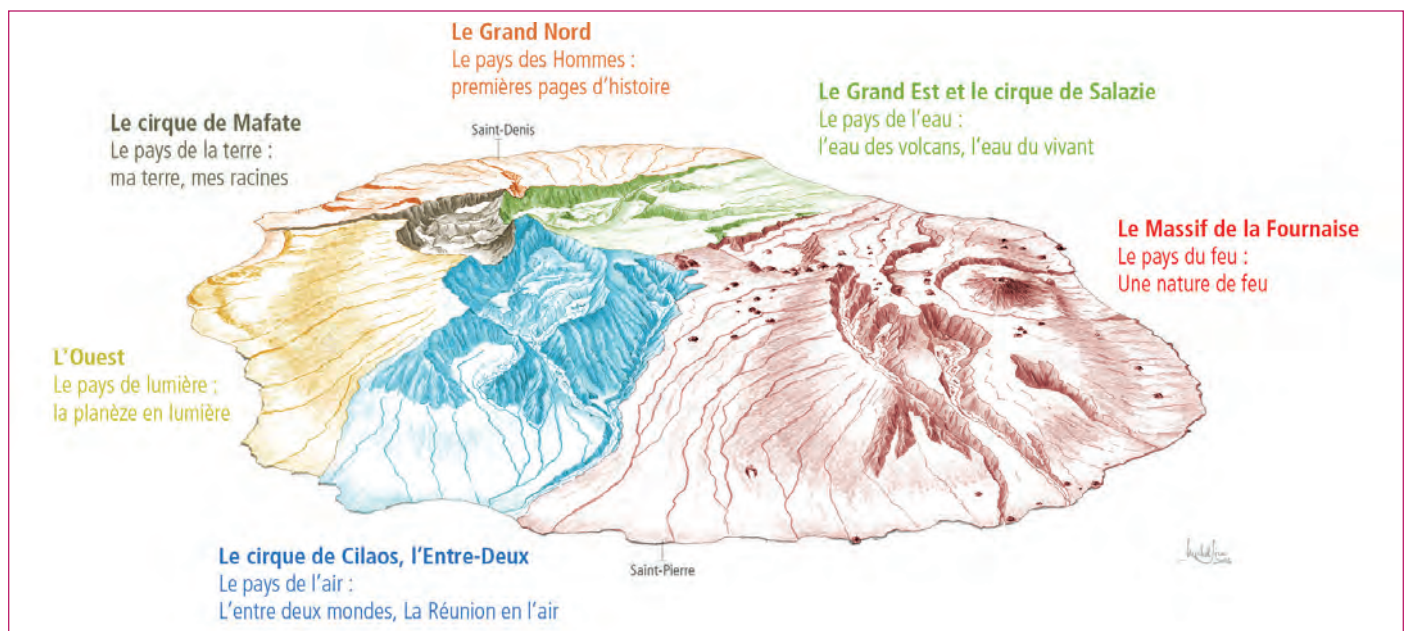 Le Grand Nord
Le pays des Hommes :
premières pages d'histoire
Le Grand Est et le cirque de Salazie
Le pays de l'eau :
l'eau des volcans, l'eau du vivant
Le cirque de Mafate
Le pays de la terre :
ma terre, mes racines
Saint-Denis
Le Massif de la Fournaise
Le pays du feu :
Une nature de feu
L'Ouest
Le pays de lumière :
la planèze en lumière
Le cirque de Cilaos, l'Entre-Deux
Le pays de l'air :
L'entre deux mondes, La Réunion en l'air
Saint-Pierre